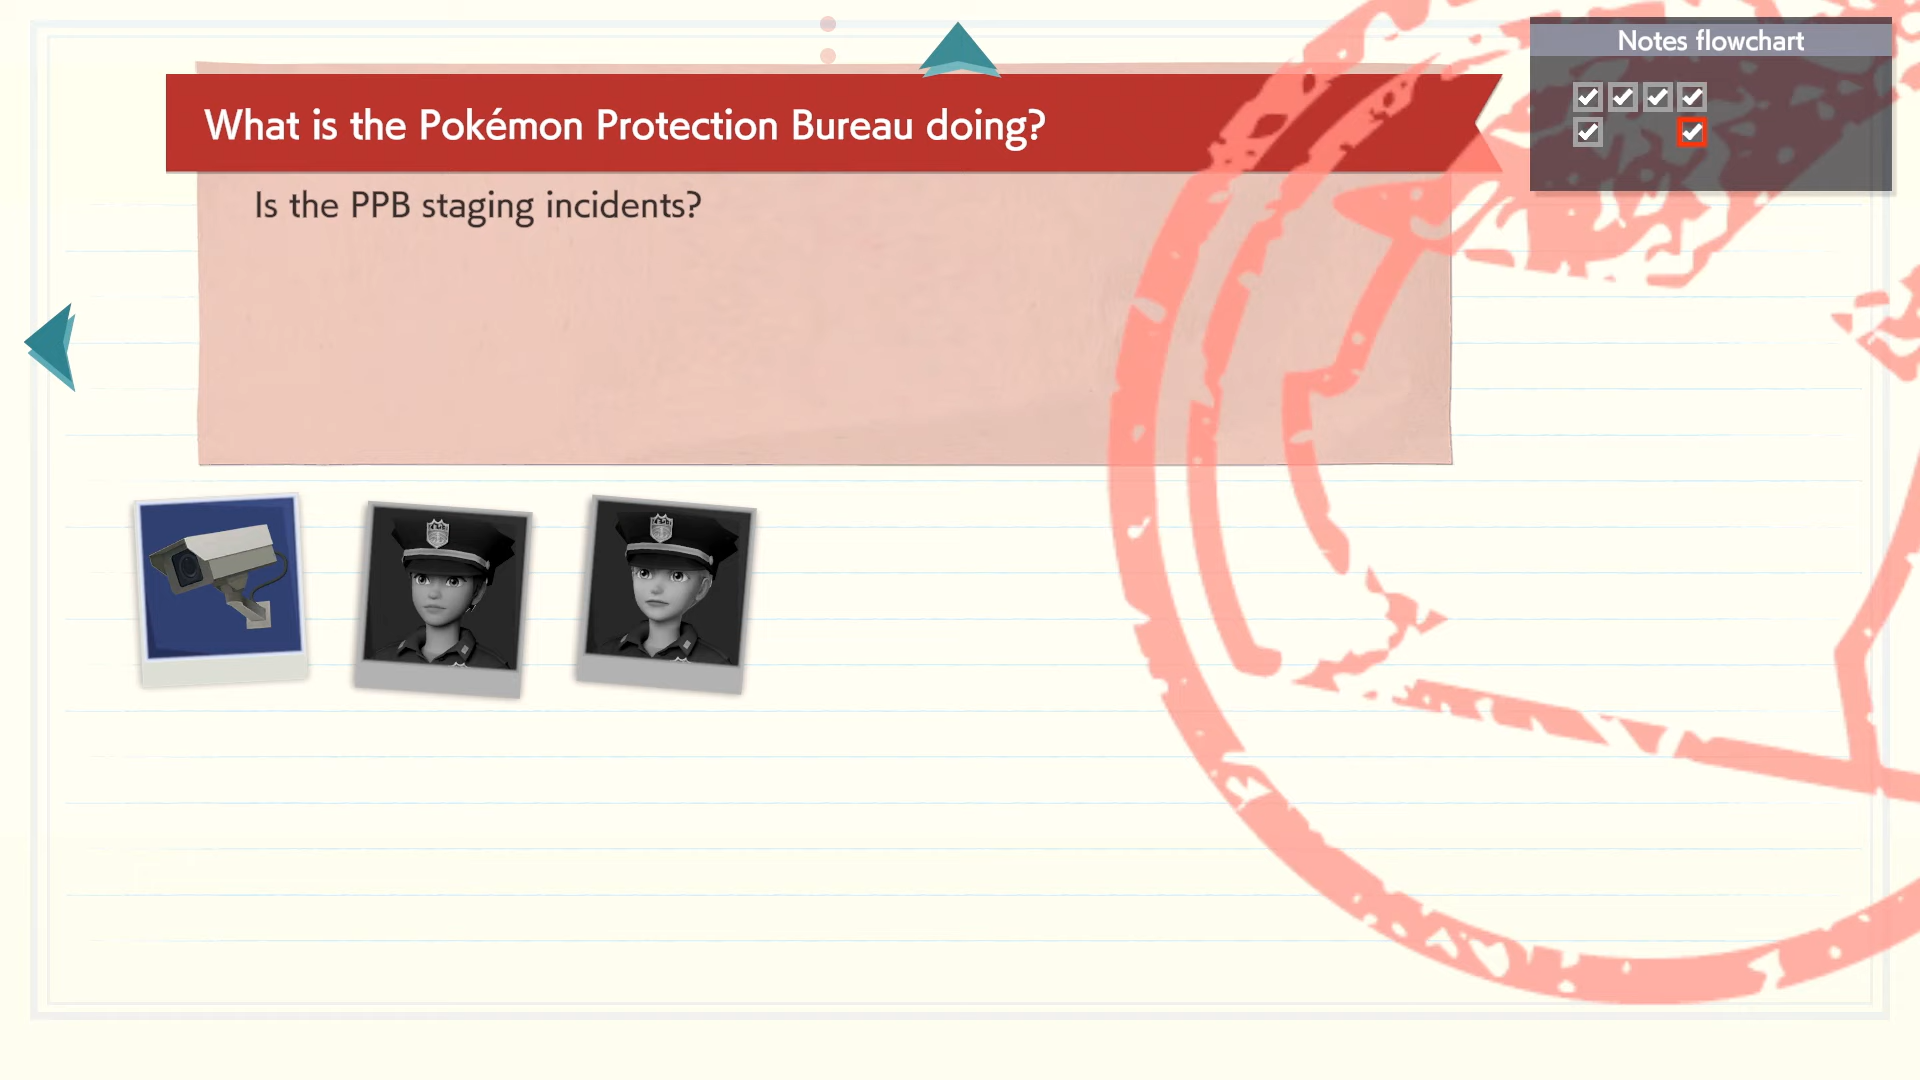 What is the Pokémon Protection Bureau doing?
Notes flowchart
Is the PPB staging incidents?